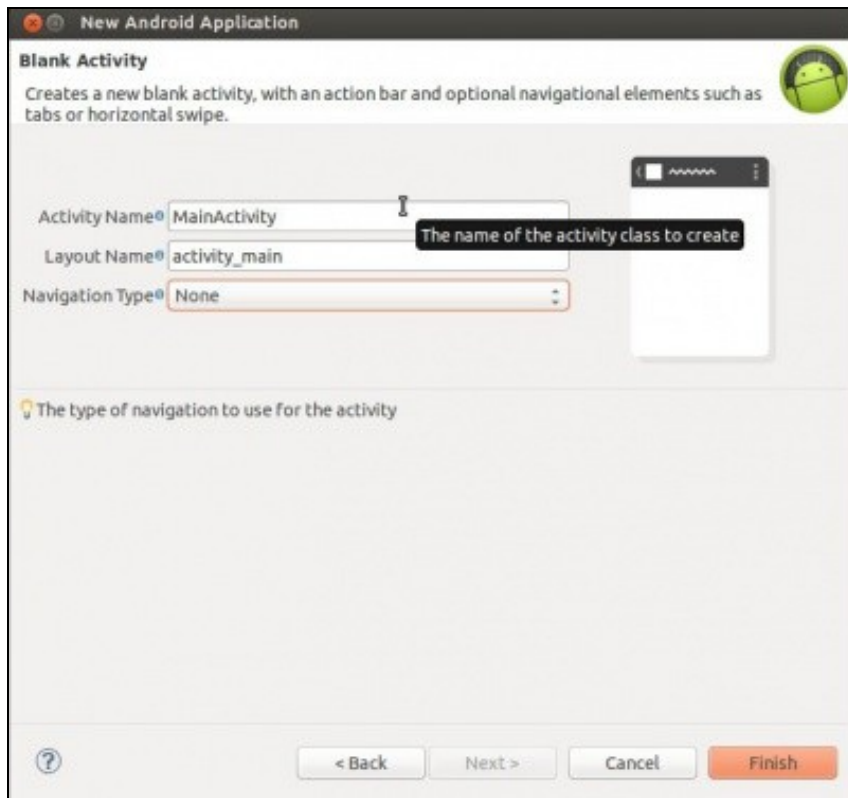 New Android Application
Blank Activity
Creates a new blank activity, with an action bar and optional navigational elements such as
tabs or horizontal swipe.
Activity Name MainActivity
The name of the activity class to create
Layout Name activity_main
Navigation Type None
The type of navigation to use for the activity
< Back Next > Cancel Finish